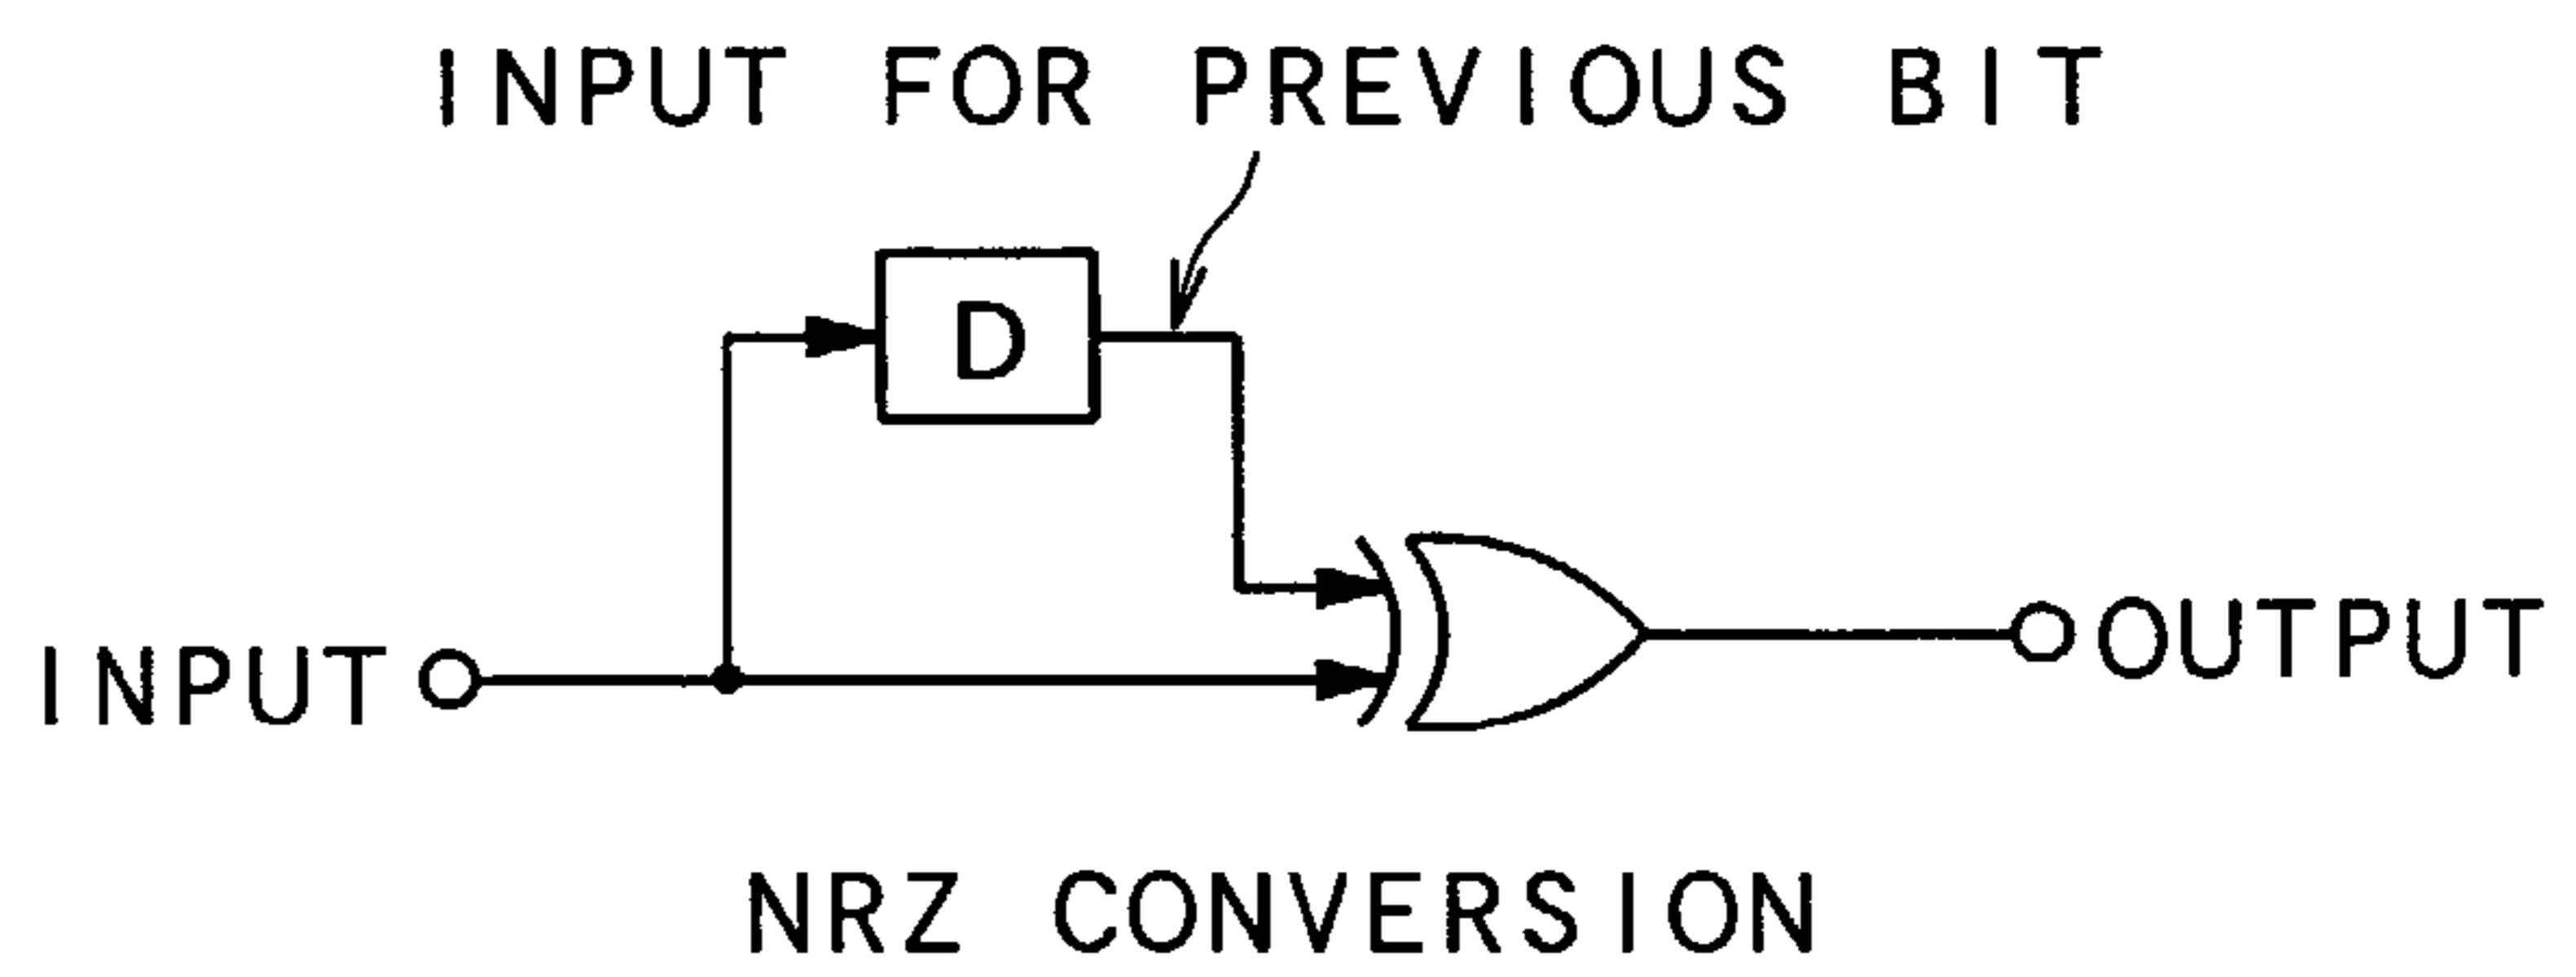 INPUT FOR PREVIOUS BIT
D
INPUT
OUTPUT
NRZ CONVERSION